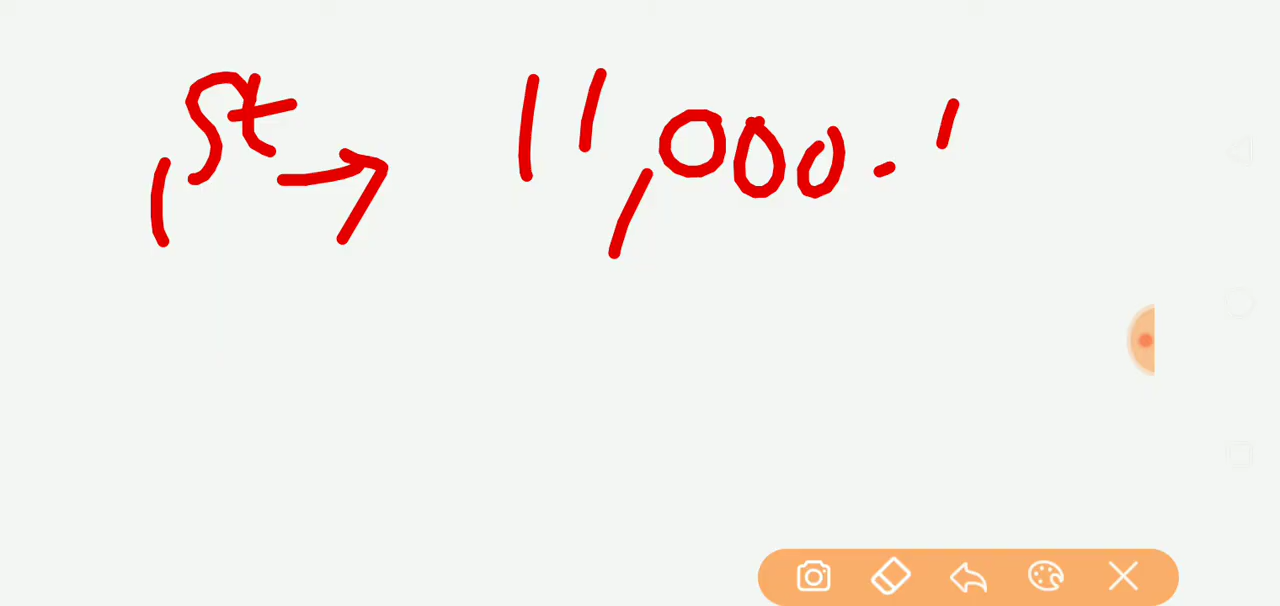 1st → 11,000.